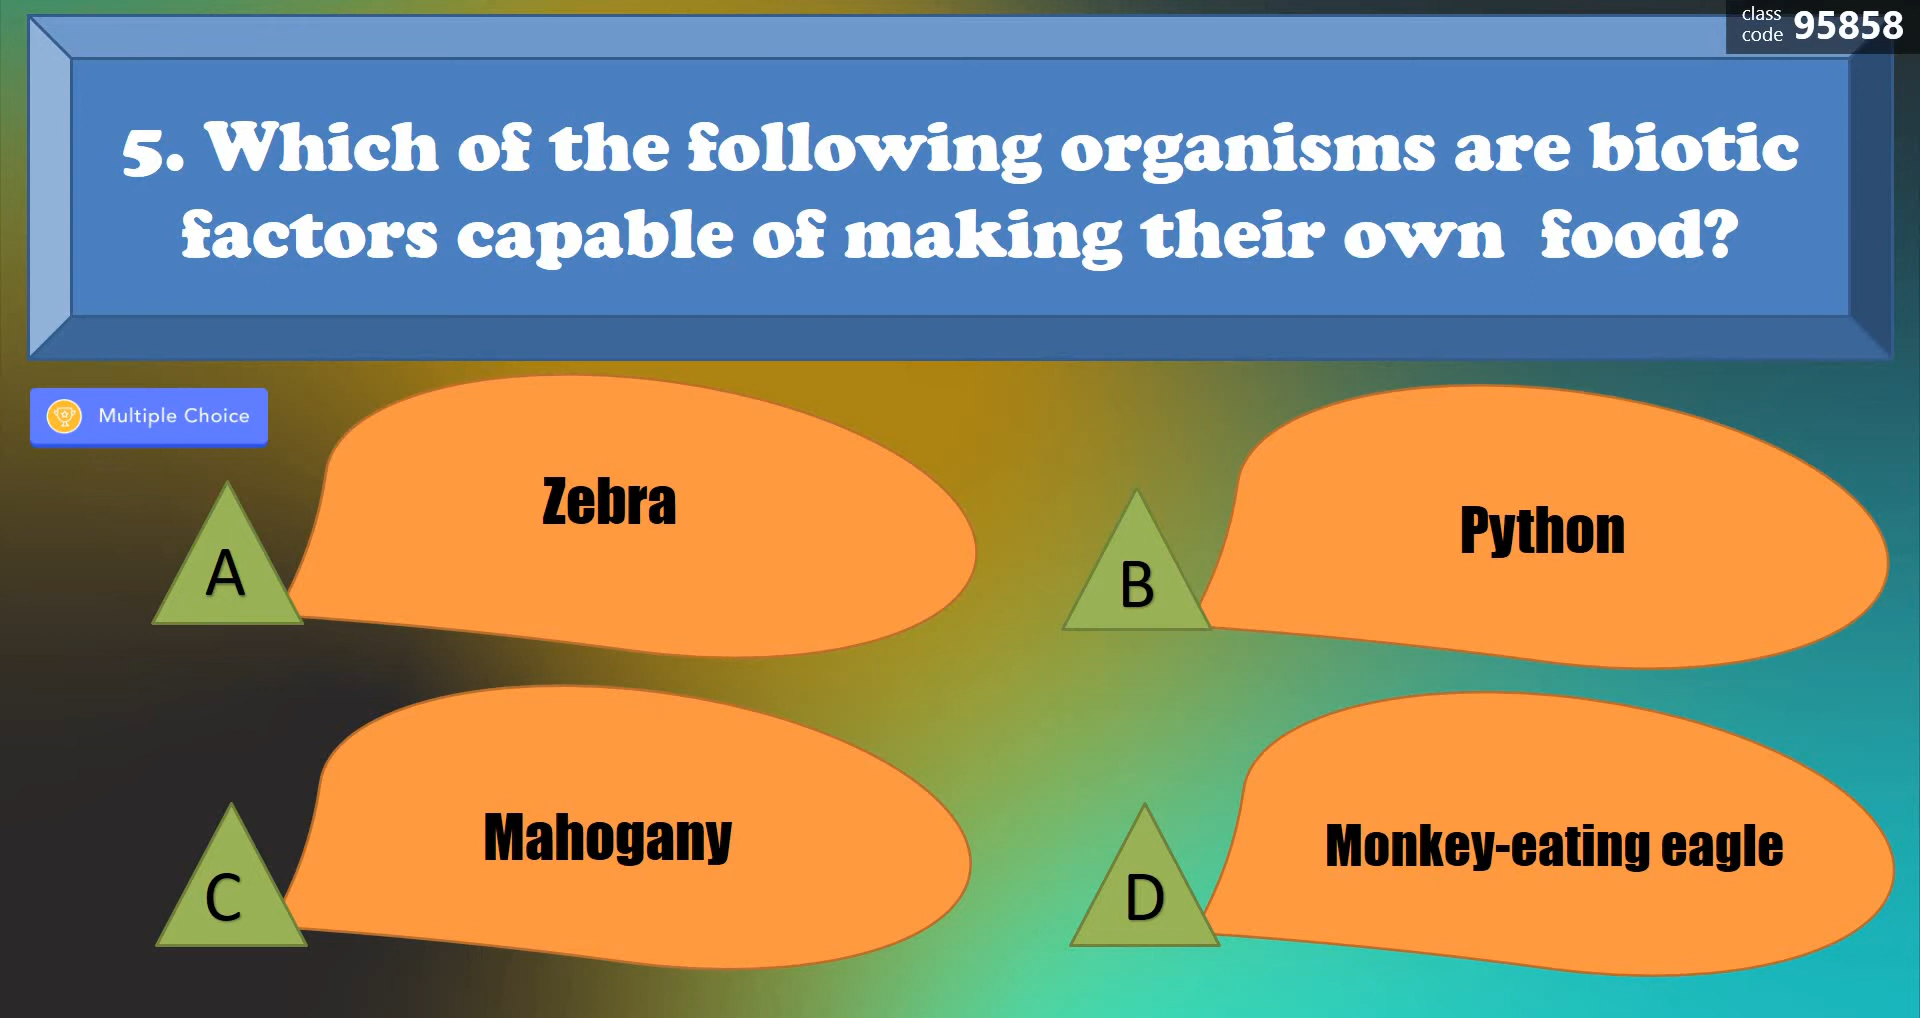 class
code 95858
5. Which of the following organisms are biotic
factors capable of making their own food?
Multiple Choice
A
Zebra
B
Python
C
Mahogany
D
Monkey-eating eagle